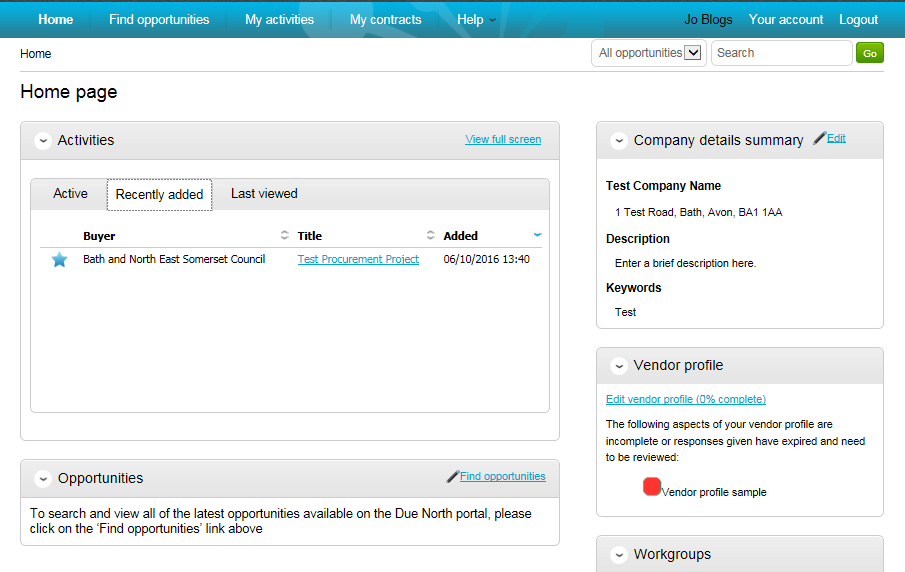 Home Find opportunities My activities My contracts Help Jo Blogs Your account Logout
Home All opportunities Search Go
Home page
Activities View full screen
Active Recently added Last viewed
Buyer Title Added
Bath and North East Somerset Council Test Procurement Project 06/10/2016 13:40
Opportunities Find opportunities
To search and view all of the latest opportunities available on the Due North portal, please
click on the ‘Find opportunities’ link above
Company details summary Edit
Test Company Name
1 Test Road, Bath, Avon, BA1 1AA
Description
Enter a brief description here.
Keywords
Test
Vendor profile
Edit vendor profile (0% complete)
The following aspects of your vendor profile are
incomplete or responses given have expired and need
to be reviewed:
Vendor profile sample
Workgroups